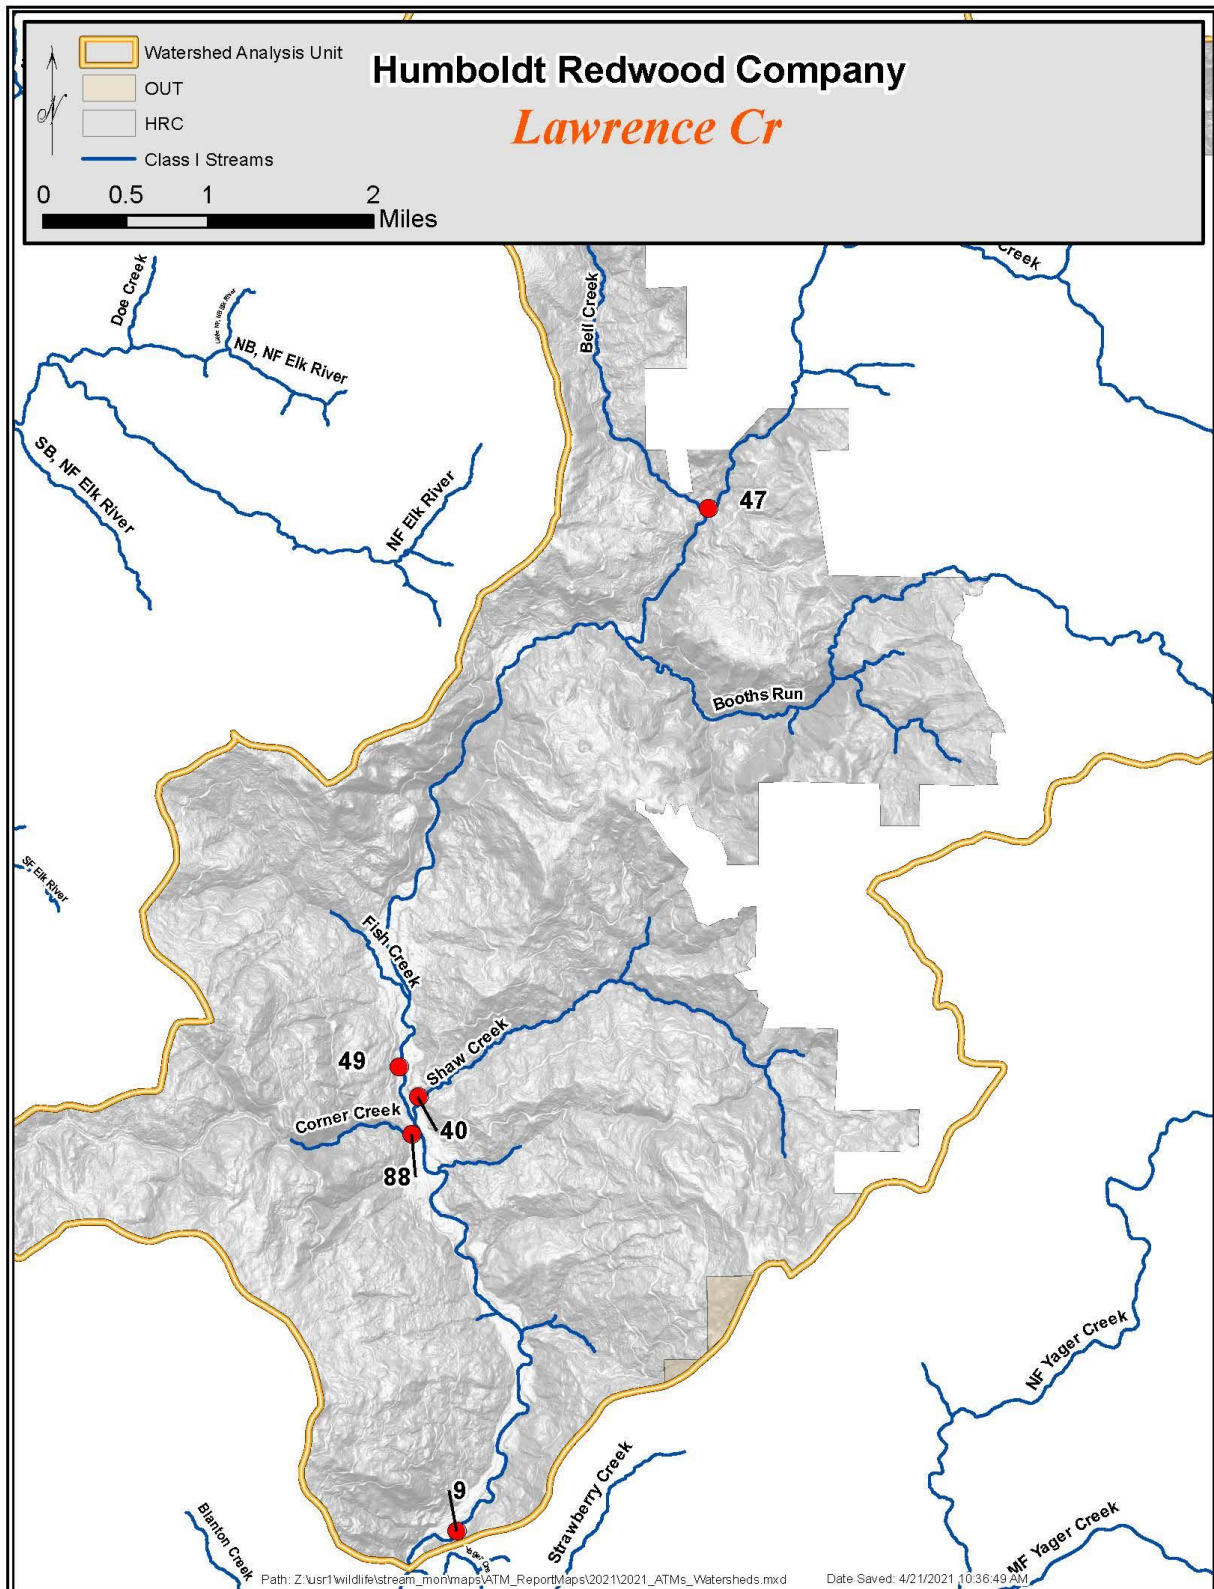 Watershed Analysis Unit
OUT
HRC
Class I Streams
N
0 0.5 1 2
Miles
Humboldt Redwood Company
Lawrence Cr
Creek
Doe Creek
NB, NF Elk River
SB, NF Elk River
NF Elk River
Bell Creek
47
Booths Run
SF Elk River
Fish Creek
49
Shaw Creek
Corner Creek
40
88
NF Yager Creek
9
Strawberry Creek
Blanton Creek
MF Yager Creek
Path: Z:\usr1\wildlife\stream_mon\maps\ATM_ReportMaps\2021\2021_ATMs_Watersheds.mxd
Date Saved: 4/21/2021 10:36:49 AM